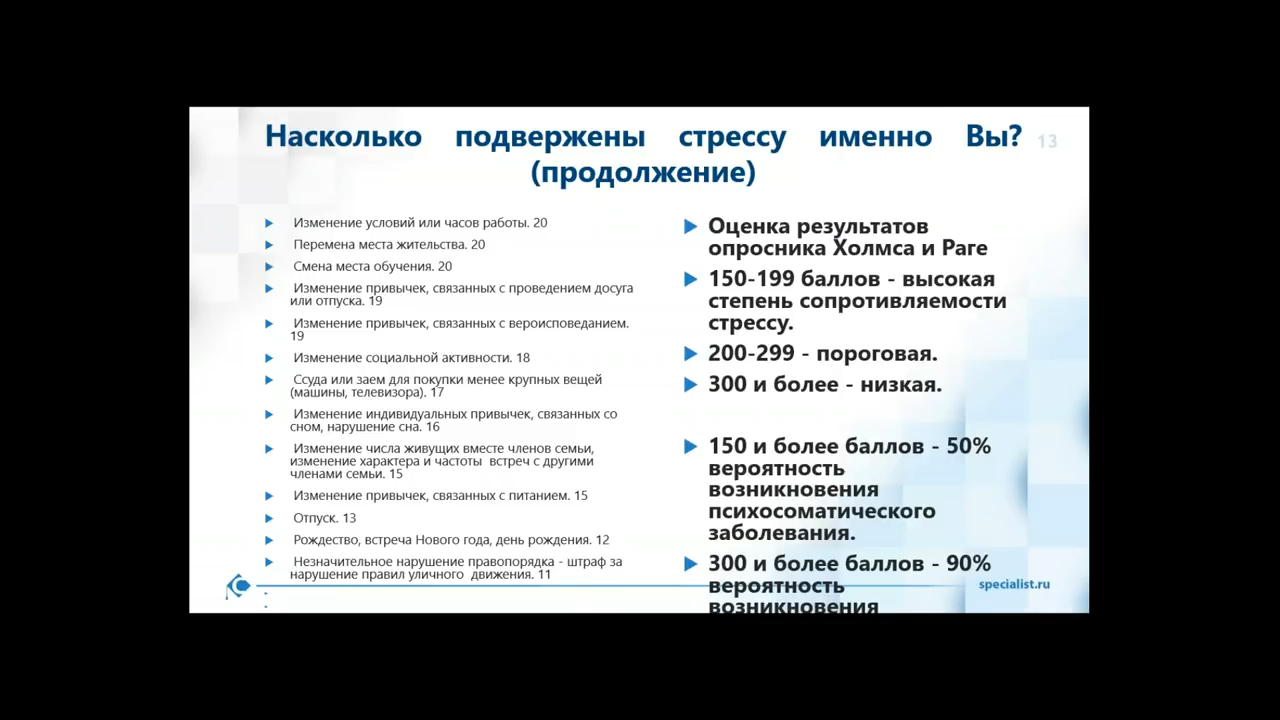 Насколько подвержены стрессу именно Вы?
13
(продолжение)
Изменение условий или часов работы. 20
Перемена места жительства. 20
Смена места обучения. 20
Изменение привычек, связанных с проведением досуга
или отпуска. 19
Изменение привычек, связанных с вероисповеданием.
19
Изменение социальной активности. 18
Ссуда или заем для покупки менее крупных вещей
(машины, телевизора). 17
Изменение индивидуальных привычек, связанных со
сном, нарушение сна. 16
Изменение числа живущих вместе членов семьи,
изменение характера и частоты встреч с другими
членами семьи. 15
Изменение привычек, связанных с питанием. 15
Отпуск. 13
Рождество, встреча Нового года, день рождения. 12
Незначительное нарушение правопорядка - штраф за
нарушение правил уличного движения. 11
Оценка результатов
опросника Холмса и Раге
150-199 баллов - высокая
степень сопротивляемости
стрессу.
200-299 - пороговая.
300 и более - низкая.
150 и более баллов - 50%
вероятность
возникновения
психосоматического
заболевания.
300 и более баллов - 90%
вероятность
возникновения
specialist.ru